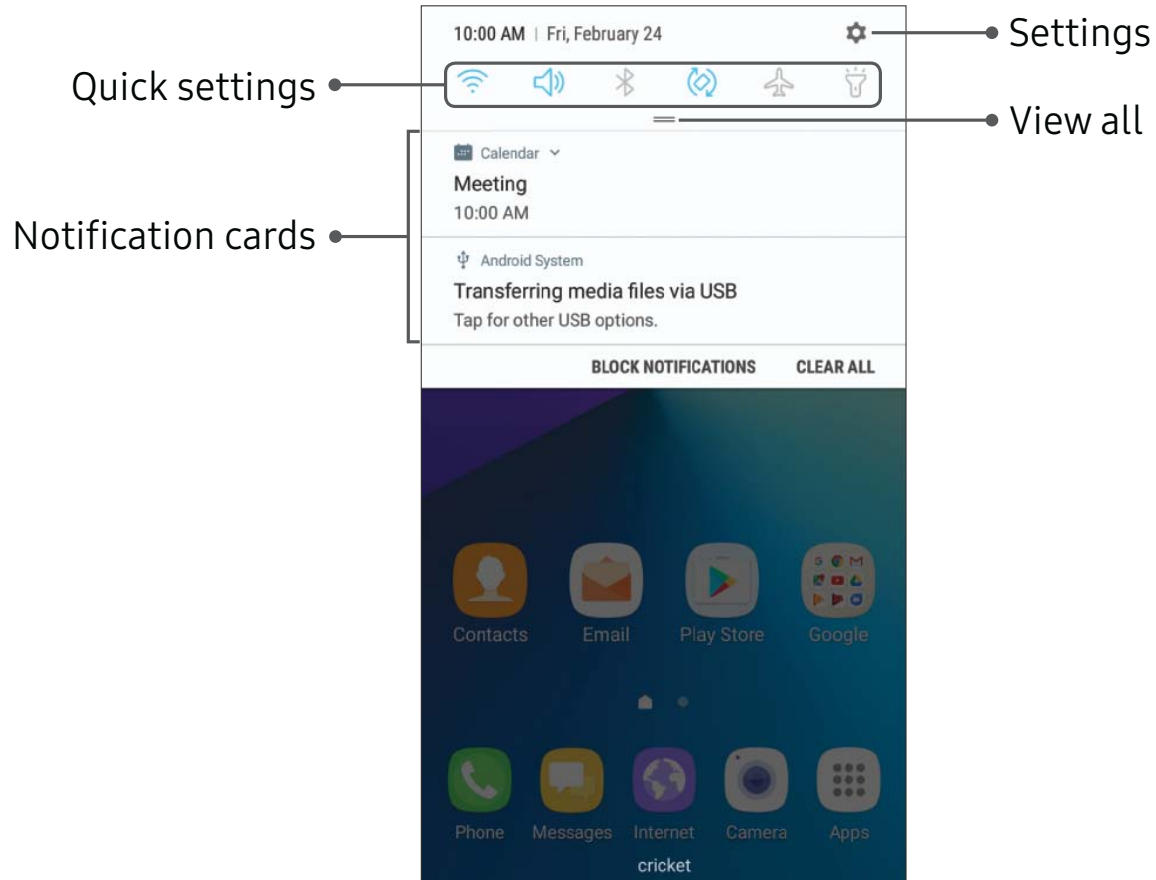 10:00 AM | Fri, February 24
Settings
Quick settings
View all
Calendar
Meeting
10:00 AM
Notification cards
Android System
Transferring media files via USB
Tap for other USB options.
BLOCK NOTIFICATIONS CLEAR ALL
Contacts Email Play Store Google
Phone Messages Internet Camera Apps
cricket